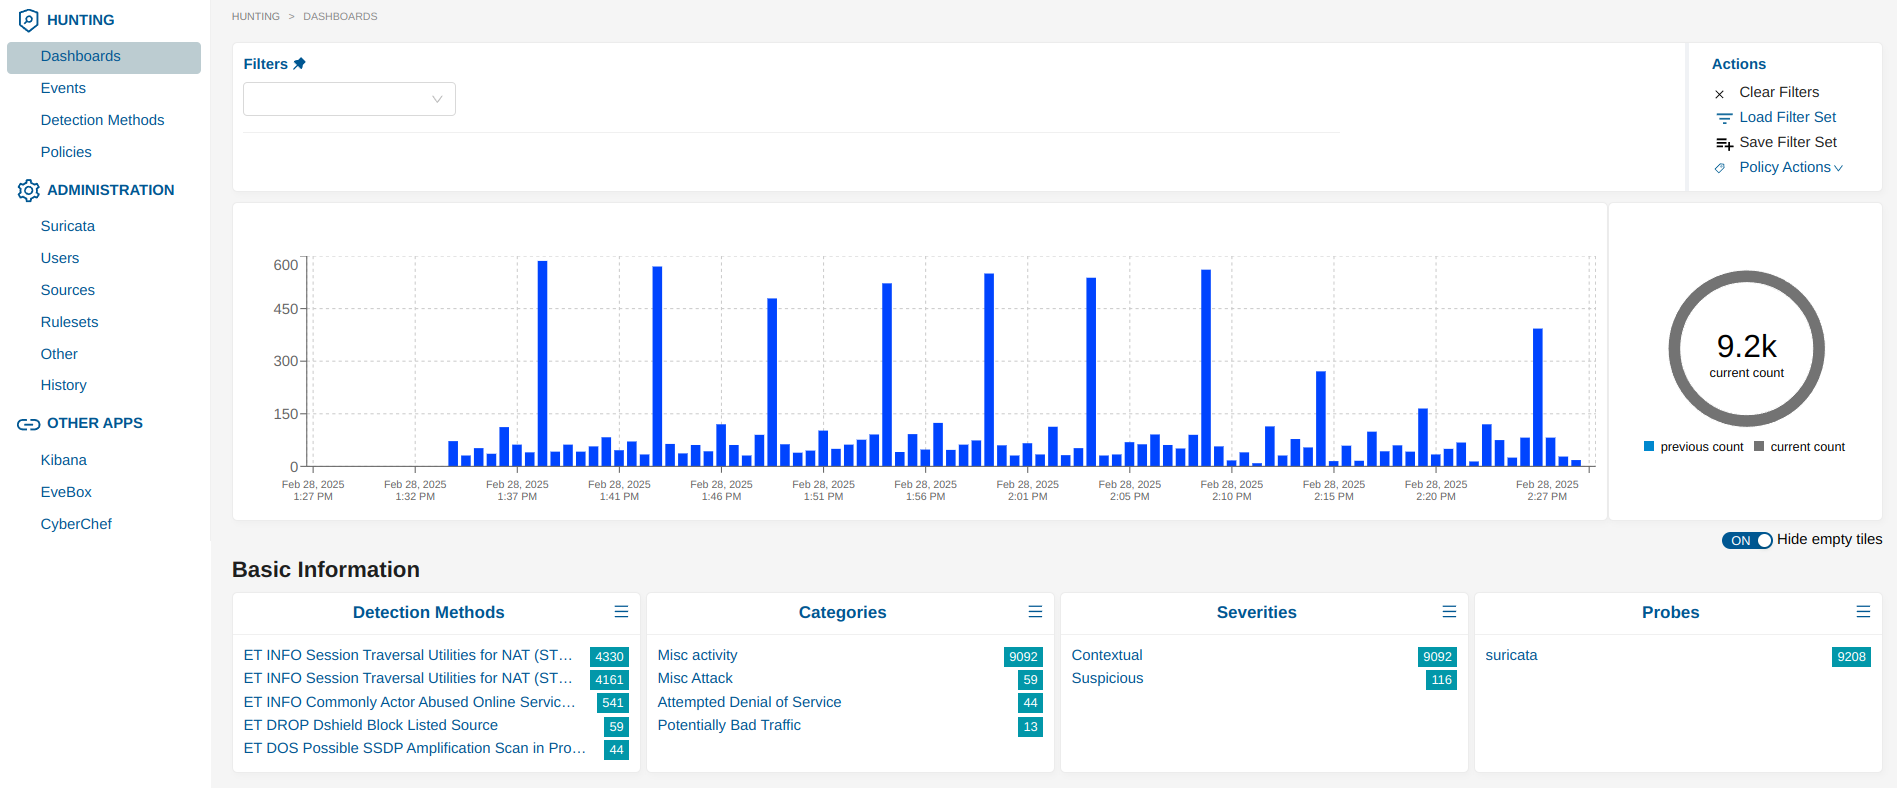 HUNTING
Dashboards
Events
Detection Methods
Policies
ADMINISTRATION
Suricata
Users
Sources
Rulesets
Other
History
OTHER APPS
Kibana
EveBox
CyberChef
HUNTING > DASHBOARDS
Filters
Actions
Clear Filters
Load Filter Set
Save Filter Set
Policy Actions
600
450
300
150
0
Feb 28, 2025 1:27 PM
Feb 28, 2025 1:32 PM
Feb 28, 2025 1:37 PM
Feb 28, 2025 1:41 PM
Feb 28, 2025 1:46 PM
Feb 28, 2025 1:51 PM
Feb 28, 2025 1:56 PM
Feb 28, 2025 2:01 PM
Feb 28, 2025 2:05 PM
Feb 28, 2025 2:10 PM
Feb 28, 2025 2:15 PM
Feb 28, 2025 2:20 PM
Feb 28, 2025 2:27 PM
9.2k
current count
previous count current count
ON Hide empty tiles
Basic Information
Detection Methods
ET INFO Session Traversal Utilities for NAT (ST… 4330
ET INFO Session Traversal Utilities for NAT (ST… 4161
ET INFO Commonly Actor Abused Online Servic… 541
ET DROP Dshield Block Listed Source 59
ET DOS Possible SSDP Amplification Scan in Pro… 44
Categories
Misc activity 9092
Misc Attack 59
Attempted Denial of Service 44
Potentially Bad Traffic 13
Severities
Contextual 9092
Suspicious 116
Probes
suricata 9208